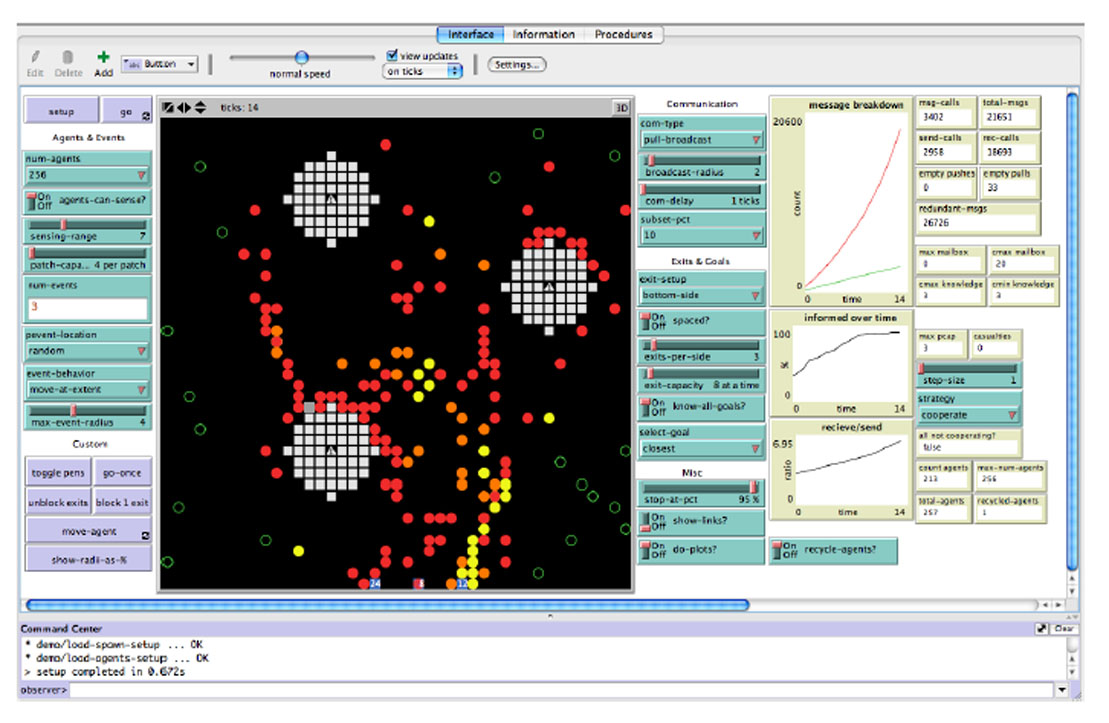 Interface Information Procedures
Edit Delete Add Button normal speed view updates on ticks Settings...
setup go
ticks: 14 3D
Agents & Events
num-agents
256
On Off agents-can-sense?
sensing-range 7
patch-capa... 4 per patch
num-events
3
pevent-location
random
event-behavior
move-at-extent
max-event-radius 4
Custom
toggle pens go-once
unblock exits block 1 exit
move-agent
show-radii-as-%
24 8 12
Communication
com-type
pull-broadcast
broadcast-radius 2
com-delay 1 ticks
subset-pct
10
Exits & Goals
exit-setup
bottom-side
On Off spaced?
exits-per-side 3
exit-capacity 8 at a time
On Off know-all-goals?
select-goal
closest
Misc
stop-at-pct 95 %
On Off show-links?
On Off do-plots?
message breakdown
20600
count
0
0 time 14
informed over time
100
at
0
0 time 14
recieve/send
6.95
ratio
0
0 time 14
On Off recycle-agents?
msg-calls total-msgs
3402 21651
send-calls rec-calls
2958 18693
empty pushes empty pulls
0 33
redundant-msgs
26726
max mailbox cmax mailbox
0 20
cmax knowledge cmin knowledge
3 3
max pcap casualties
3 0
step-size 1
strategy
cooperate
all not cooperating?
false
count agents max-num-agents
213 256
total-agents recycled-agents
257 1
Command Center Clear
* demo/load-spawn-setup ... OK
* demo/load-agents-setup ... OK
> setup completed in 0.672s
observer>